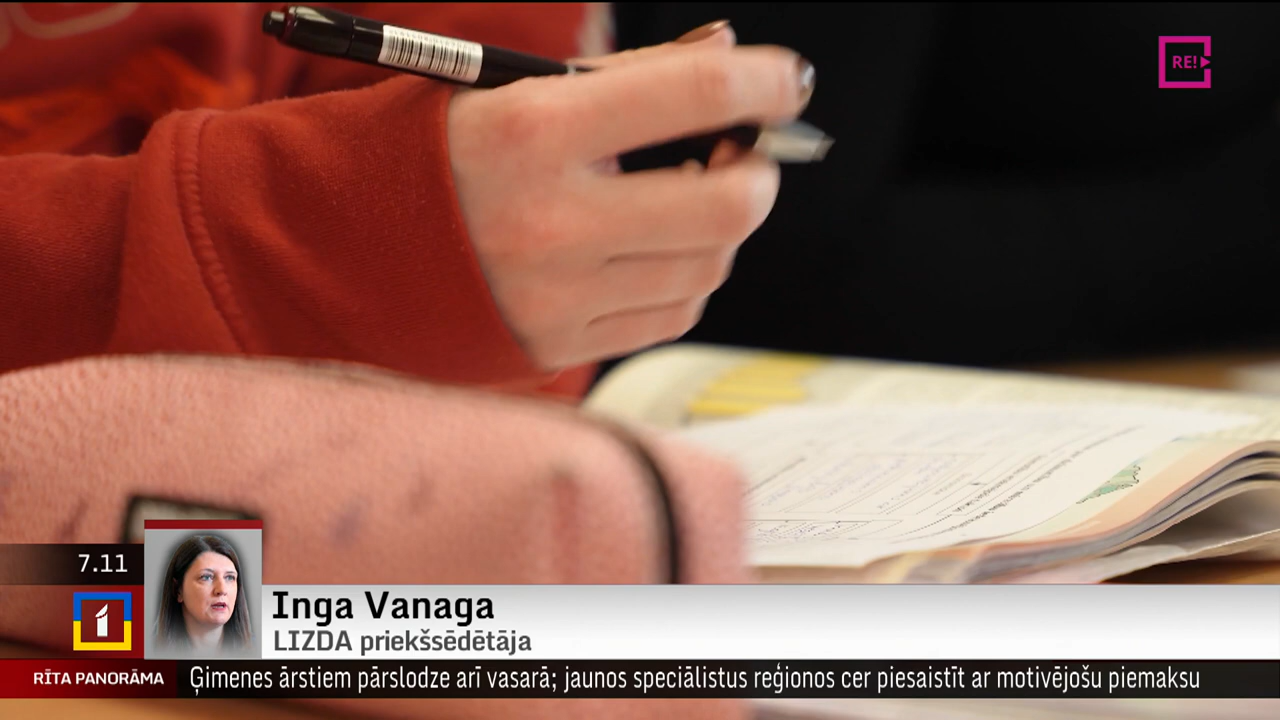 RE!
7.11
1
Inga Vanaga
LIZDA priekšsēdētāja
RĪTA PANORĀMA
Ģimenes ārstiem pārslodze arī vasarā; jaunos speciālistus reģionos cer piesaistīt ar motivējošu piemaksu